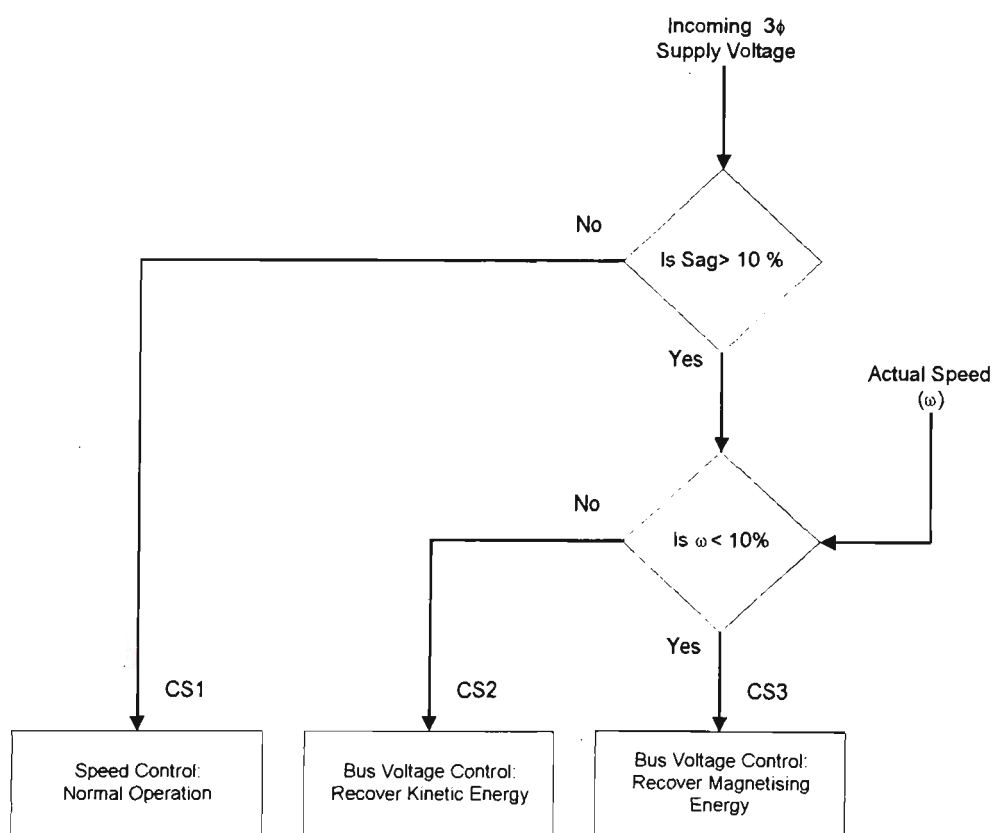 Incoming 3ϕ
Supply Voltage
No
Is Sag> 10 %
Yes
Actual Speed
(ω)
No
Is ω < 10%
Yes
CS1
CS2
CS3
Speed Control:
Normal Operation
Bus Voltage Control:
Recover Kinetic Energy
Bus Voltage Control:
Recover Magnetising
Energy